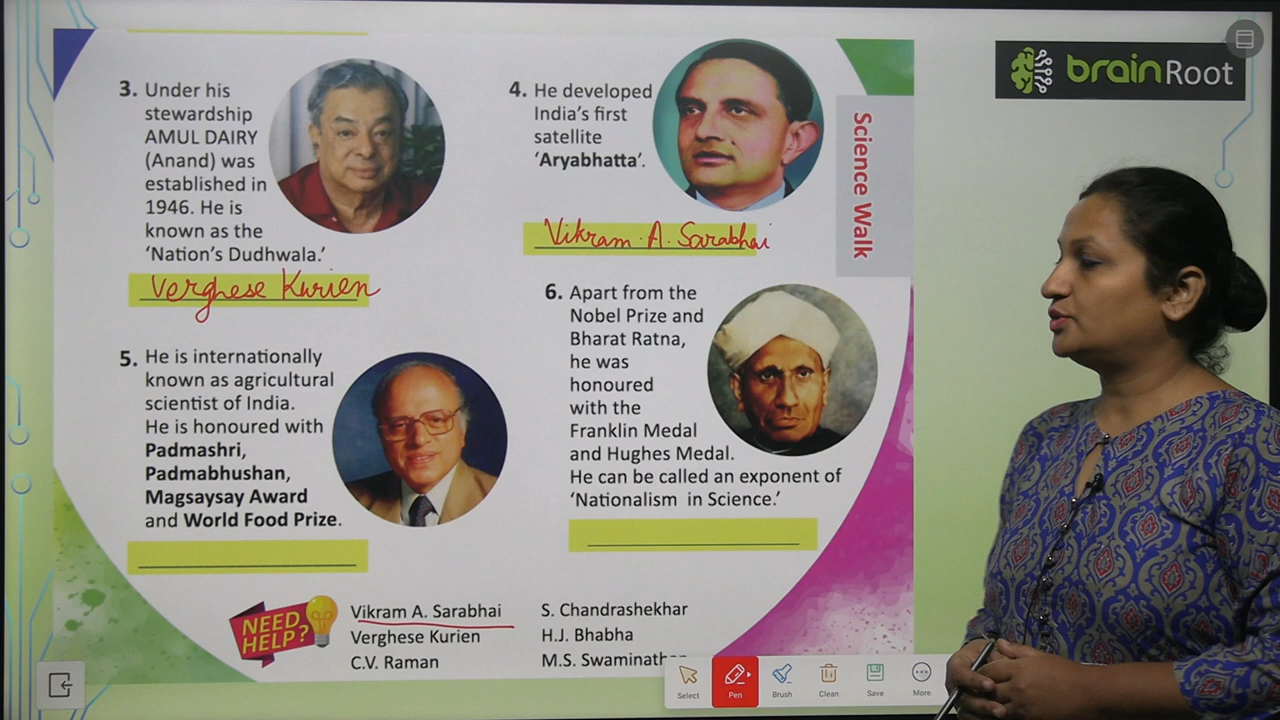 brainRoot
3. Under his
stewardship
AMUL DAIRY
(Anand) was
established in
1946. He is
known as the
‘Nation’s Dudhwala.’
Verghese Kurien
4. He developed
India’s first
satellite
‘Aryabhatta’.
Vikram A. Sarabhai
Science Walk
5. He is internationally
known as agricultural
scientist of India.
He is honoured with
Padmashri,
Padmabhushan,
Magsaysay Award
and World Food Prize.
6. Apart from the
Nobel Prize and
Bharat Ratna,
he was
honoured
with the
Franklin Medal
and Hughes Medal.
He can be called an exponent of
‘Nationalism in Science.’
NEED
HELP?
Vikram A. Sarabhai
Verghese Kurien
C.V. Raman
S. Chandrashekhar
H.J. Bhabha
M.S.
Select
Pen
Brush
Clean
Save
More